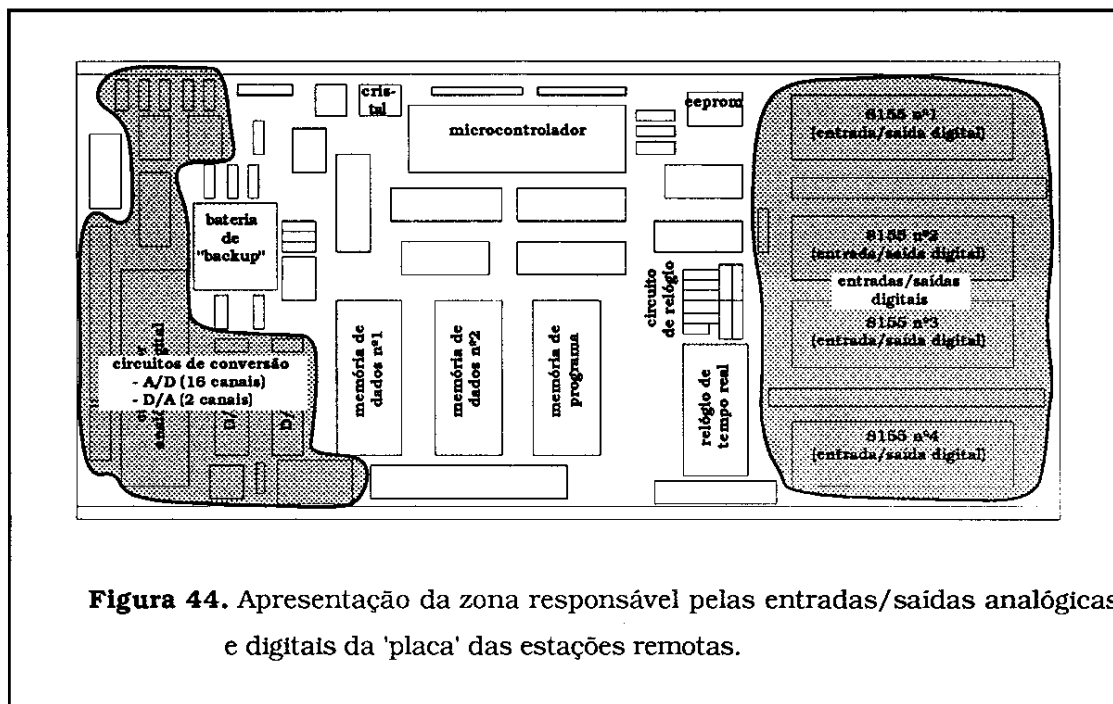 cris-
tal
microcontrolador
eeprom
8155 nº1
(entrada/saída digital)
bateria
de
"backup"
8155 nº2
(entrada/saída digital)
entradas/saídas
digitais
circuito
de relógio
8155 nº3
(entrada/saída digital)
circuitos de conversão
- A/D (16 canais)
- D/A (2 canais)
D/
D/
memória de
dados nº1
memória de
dados nº2
memória de
programa
relógio de
tempo real
8155 nº4
(entrada/saída digital)
Figura 44. Apresentação da zona responsável pelas entradas/saídas analógicas
e digitais da 'placa' das estações remotas.